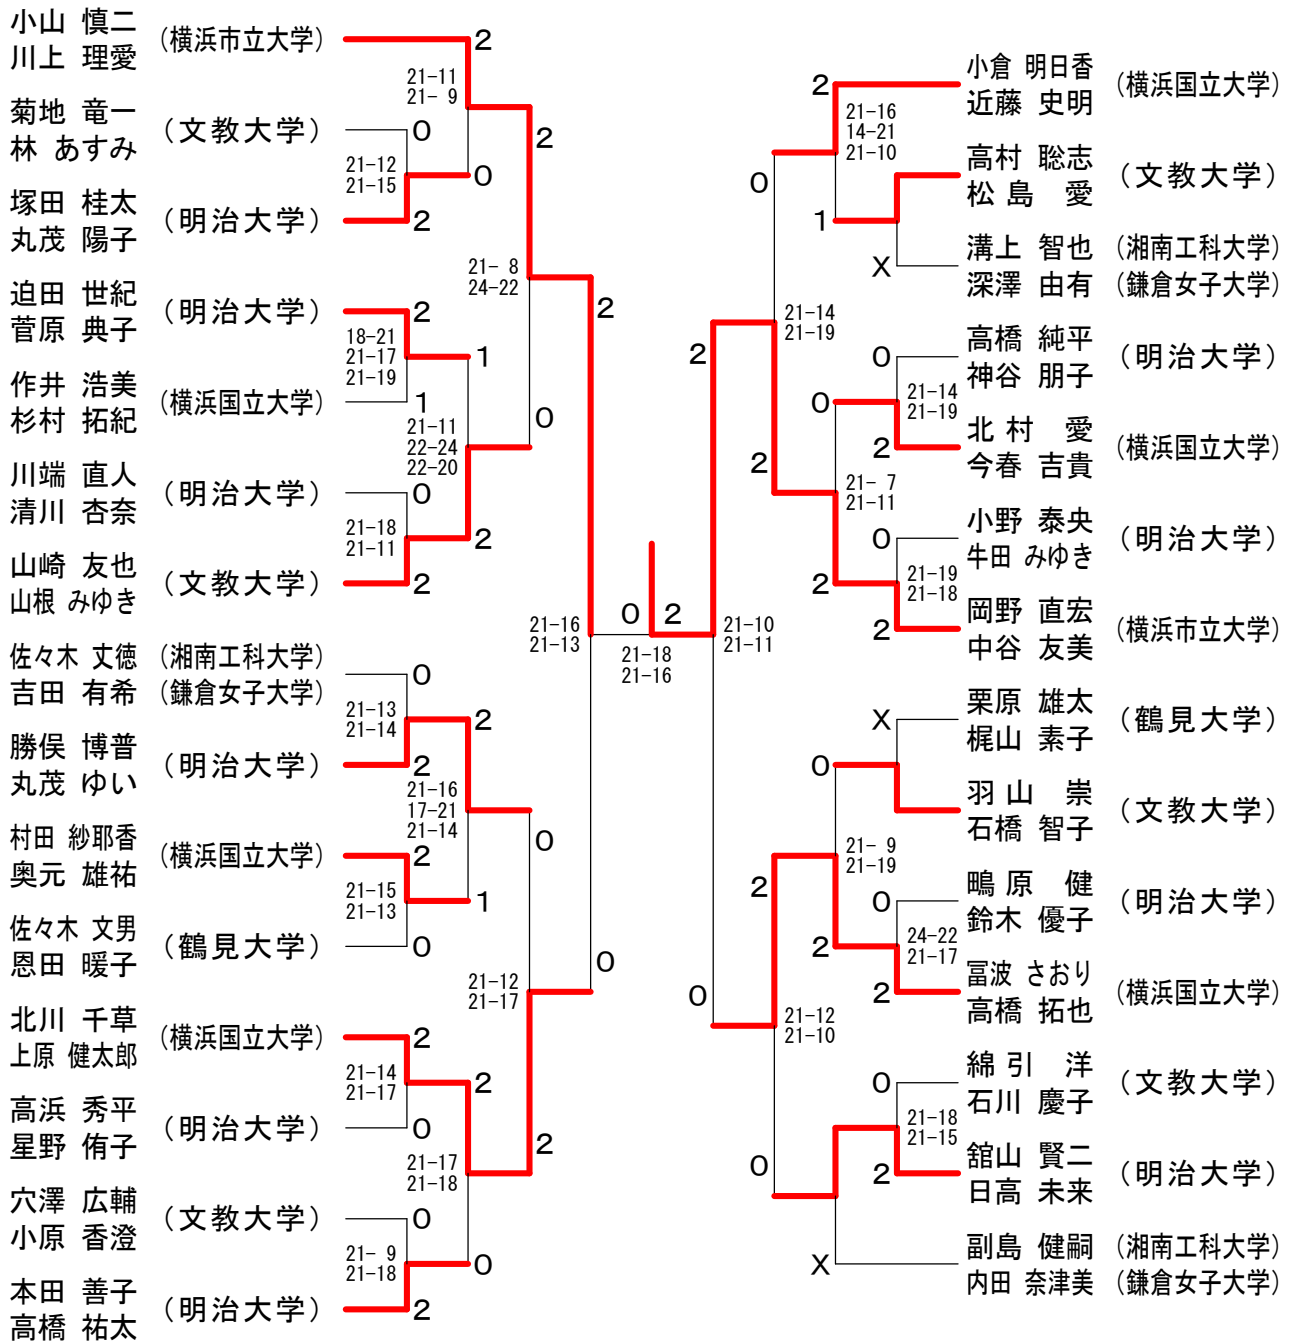 小山 慎二
川上 理愛
(横浜市立大学)
2
21-11
21- 9
菊地 竜一
林 あすみ
(文教大学)
0
21-12
21-15
0
塚田 桂太
丸茂 陽子
(明治大学)
2
2
21- 8
24-22
迫田 世紀
菅原 典子
(明治大学)
2
18-21
21-17
21-19
1
作井 浩美
杉村 拓紀
(横浜国立大学)
1
21-11
22-24
22-20
0
川端 直人
清川 杏奈
(明治大学)
0
21-18
21-11
2
山崎 友也
山根 みゆき
(文教大学)
2
2
21-16
21-13
佐々木 丈徳 (湘南工科大学)
吉田 有希 (鎌倉女子大学)
0
21-13
21-14
2
勝俣 博普
丸茂 ゆい
(明治大学)
2
21-16
17-21
21-14
0
村田 紗耶香
奥元 雄祐
(横浜国立大学)
2
21-15
21-13
1
佐々木 文男
恩田 暖子
(鶴見大学)
0
21-12
21-17
0
北川 千草
上原 健太郎
(横浜国立大学)
2
21-14
21-17
2
高浜 秀平
星野 侑子
(明治大学)
0
21-17
21-18
2
穴澤 広輔
小原 香澄
(文教大学)
0
21- 9
21-18
0
本田 善子
高橋 祐太
(明治大学)
2
0 2
21-18
21-16
2
小倉 明日香
近藤 史明
(横浜国立大学)
21-16
14-21
21-10
0
高村 聡志
松島 愛
(文教大学)
1
X
溝上 智也 (湘南工科大学)
深澤 由有 (鎌倉女子大学)
21-14
21-19
2
0
高橋 純平
神谷 朋子
(明治大学)
0
21-14
21-19
2
北村 愛
今春 吉貴
(横浜国立大学)
2
21- 7
21-11
0
小野 泰央
牛田 みゆき
(明治大学)
2
21-19
21-18
2
岡野 直宏
中谷 友美
(横浜市立大学)
21-10
21-11
X
栗原 雄太
梶山 素子
(鶴見大学)
0
羽山 崇
石橋 智子
(文教大学)
21- 9
21-19
2
0
鴫原 健
鈴木 優子
(明治大学)
2
24-22
21-17
2
冨波 さおり
高橋 拓也
(横浜国立大学)
0
21-12
21-10
0
綿引 洋
石川 慶子
(文教大学)
21-18
21-15
0
2
舘山 賢二
日高 未来
(明治大学)
X
副島 健嗣 (湘南工科大学)
内田 奈津美 (鎌倉女子大学)